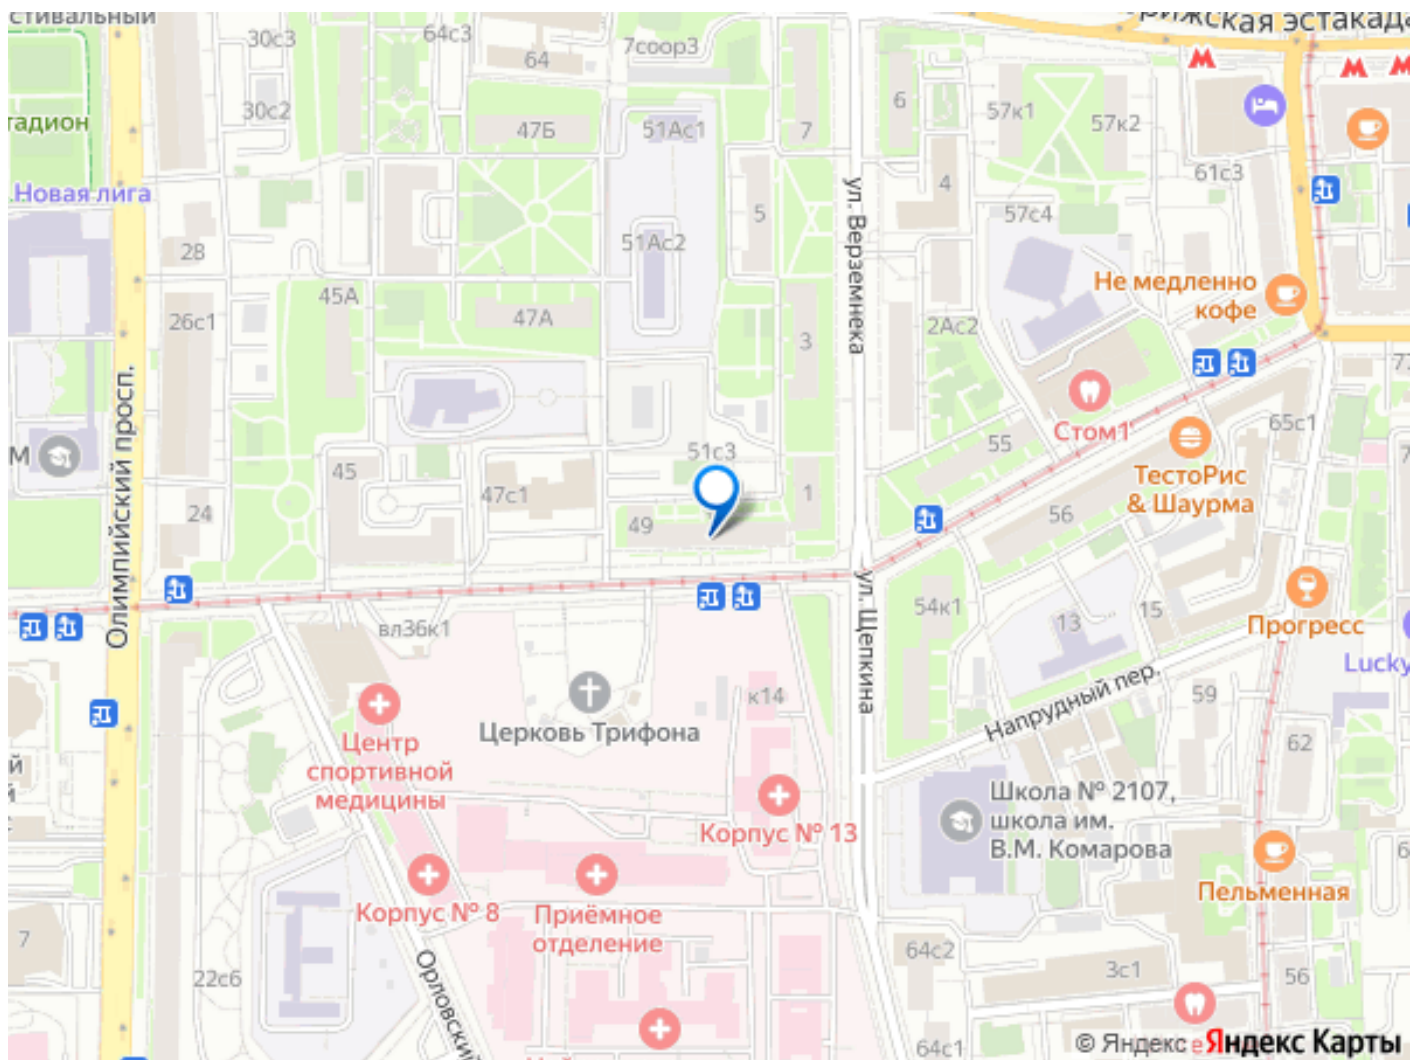 стивальный
30с3
64с3
64
7соор3
рижская эстакада
30с2
тадион
47Б
51Ас1
7
6
57к1
57к2
61с3
Новая лига
4
5
57с4
28
51Ас2
ул. Верземнека
45А
47А
26с1
3
2Ас2
Не медленно
кофе
Олимпийский просп.
М
45
47с1
51с3
1
55
Стом1
65с1
ТестоРис
& Шаурма
24
49
56
ул. Щепкина
вл36к1
54к1
13
15
Прогресс
Lucky
к14
Церковь Трифона
Напрудный пер.
59
62
Центр
спортивной
медицины
й
Корпус № 13
Школа № 2107,
школа им.
В.М. Комарова
Пельменная
Корпус № 8
Приёмное
отделение
7
22с6
Орловский
64с2
3с1
56
64с1
© Яндекс
Яндекс Карты